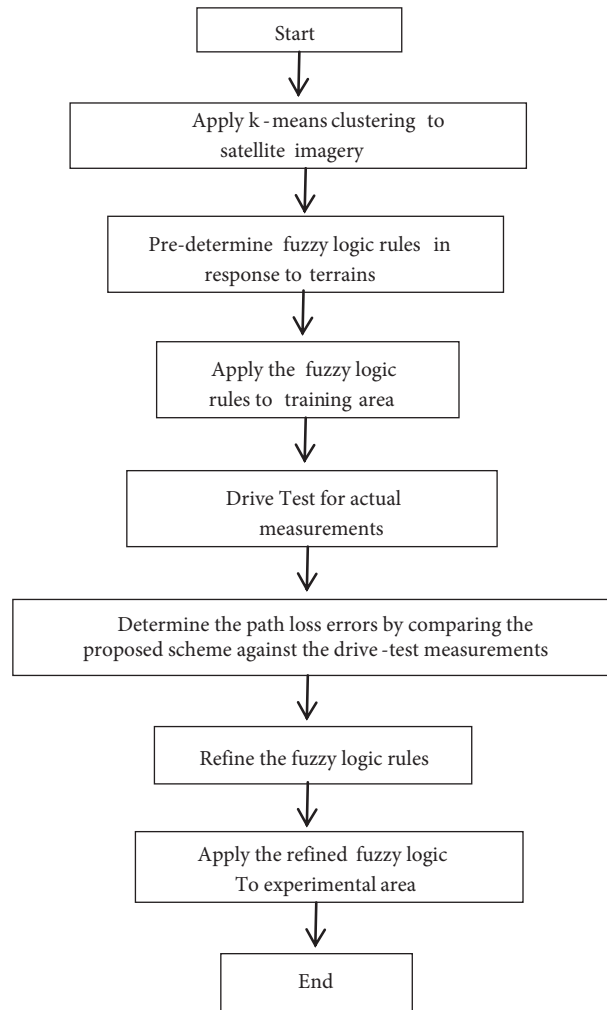 Start
Apply k-means clustering to
satellite imagery
Pre-determine fuzzy logic rules in
response to terrains
Apply the fuzzy logic
rules to training area
Drive Test for actual
measurements
Determine the path loss errors by comparing the
proposed scheme against the drive-test measurements
Refine the fuzzy logic rules
Apply the refined fuzzy logic
To experimental area
End